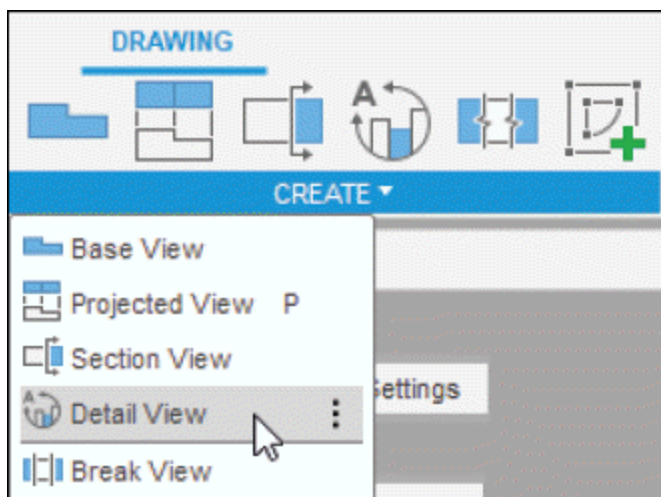 DRAWING
A
CREATE
Base View
Projected View P
Section View
Settings
Detail View
Break View